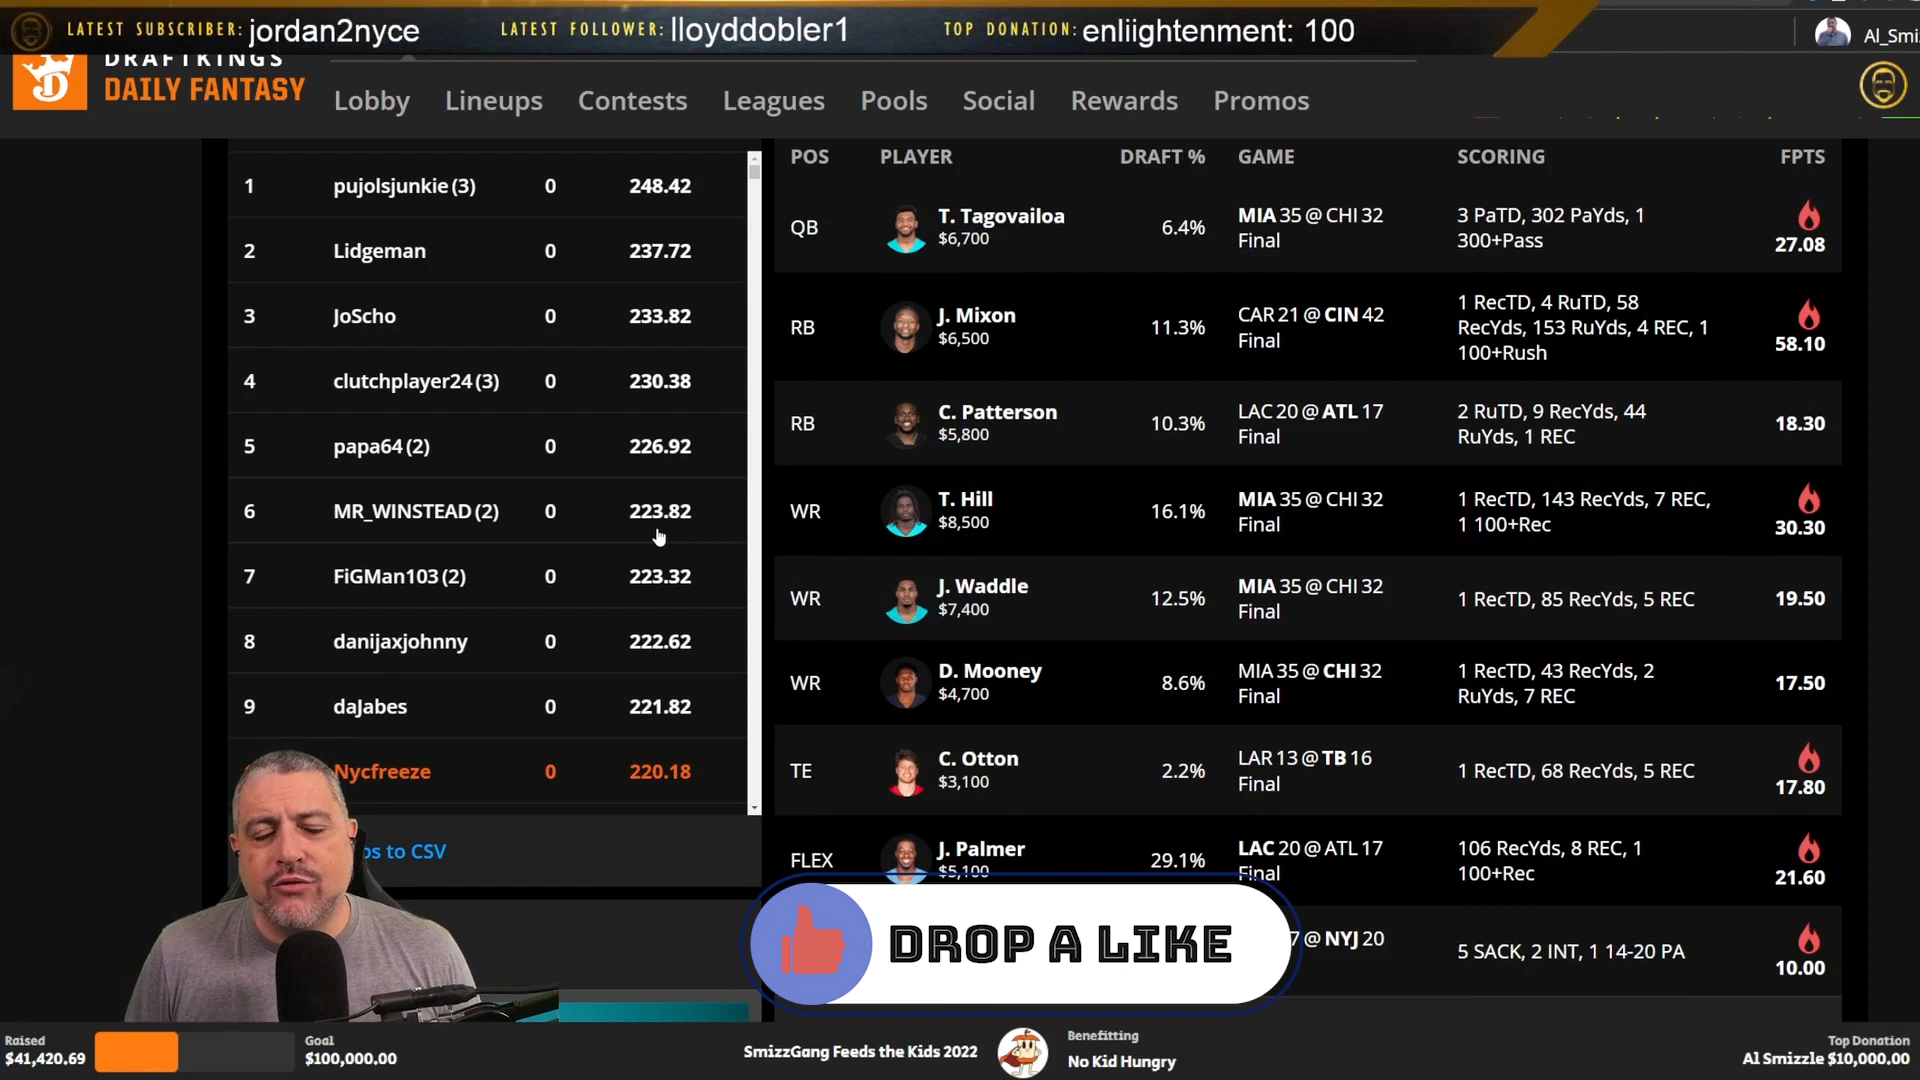 LATEST SUBSCRIBER: jordan2nyce LATEST FOLLOWER: lloyddobler1 TOP DONATION: enliightenment: 100
Al_Smi
DRAFTKINGS
DAILY FANTASY
Lobby Lineups Contests Leagues Pools Social Rewards Promos
1 pujolsjunkie (3) 0 248.42
2 Lidgeman 0 237.72
3 JoScho 0 233.82
4 clutchplayer24 (3) 0 230.38
5 papa64 (2) 0 226.92
6 MR_WINSTEAD (2) 0 223.82
7 FiGMan103 (2) 0 223.32
8 danijaxjohnny 0 222.62
9 daJabes 0 221.82
Nycfreeze 0 220.18
ps to CSV
POS PLAYER DRAFT % GAME SCORING FPTS
QB T. Tagovailoa $6,700 6.4% MIA 35 @ CHI 32 Final 3 PaTD, 302 PaYds, 1 300+Pass 27.08
RB J. Mixon $6,500 11.3% CAR 21 @ CIN 42 Final 1 RecTD, 4 RuTD, 58 RecYds, 153 RuYds, 4 REC, 1 100+Rush 58.10
RB C. Patterson $5,800 10.3% LAC 20 @ ATL 17 Final 2 RuTD, 9 RecYds, 44 RuYds, 1 REC 18.30
WR T. Hill $8,500 16.1% MIA 35 @ CHI 32 Final 1 RecTD, 143 RecYds, 7 REC, 1 100+Rec 30.30
WR J. Waddle $7,400 12.5% MIA 35 @ CHI 32 Final 1 RecTD, 85 RecYds, 5 REC 19.50
WR D. Mooney $4,700 8.6% MIA 35 @ CHI 32 Final 1 RecTD, 43 RecYds, 2 RuYds, 7 REC 17.50
TE C. Otton $3,100 2.2% LAR 13 @ TB 16 Final 1 RecTD, 68 RecYds, 5 REC 17.80
FLEX J. Palmer $5,100 29.1% LAC 20 @ ATL 17 Final 106 RecYds, 8 REC, 1 100+Rec 21.60
7 @ NYJ 20 5 SACK, 2 INT, 1 14-20 PA 10.00
DROP A LIKE
Raised
$41,420.69
Goal
$100,000.00
SmizzGang Feeds the Kids 2022
Benefitting
No Kid Hungry
Top Donation
Al Smizzle $10,000.00